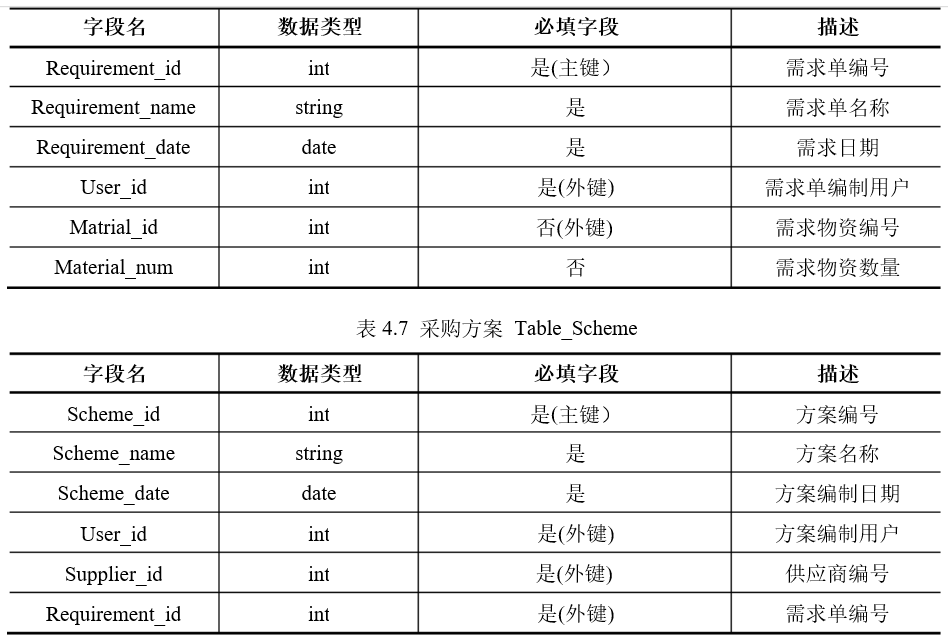 字段名 数据类型 必填字段 描述
Requirement_id int 是(主键） 需求单编号
Requirement_name string 是 需求单名称
Requirement_date date 是 需求日期
User_id int 是(外键) 需求单编制用户
Matrial_id int 否(外键) 需求物资编号
Material_num int 否 需求物资数量
表 4.7 采购方案 Table_Scheme
字段名 数据类型 必填字段 描述
Scheme_id int 是(主键） 方案编号
Scheme_name string 是 方案名称
Scheme_date date 是 方案编制日期
User_id int 是(外键) 方案编制用户
Supplier_id int 是(外键) 供应商编号
Requirement_id int 是(外键) 需求单编号